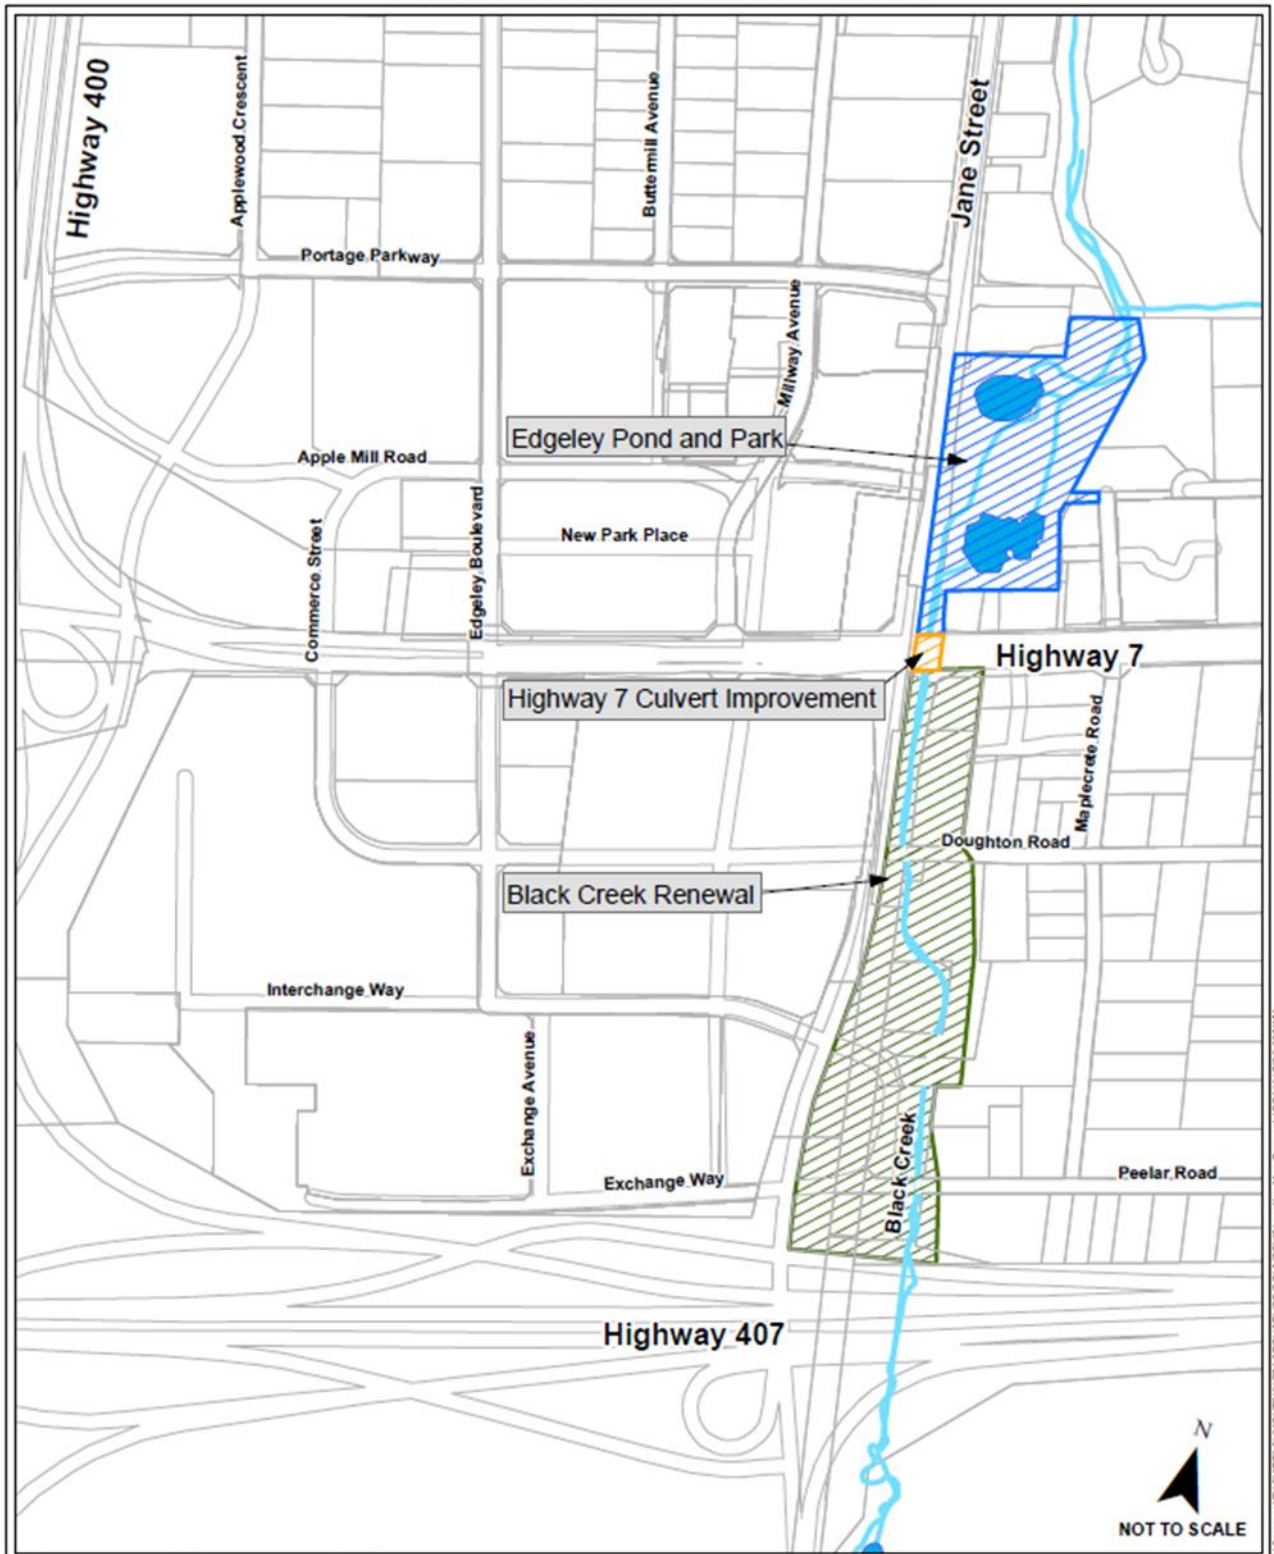 Highway 400
Applewood Crescent
Buttermill Avenue
Jane Street
Portage Parkway
Millway Avenue
Edgeley Pond and Park
Apple Mill Road
Commerce Street
Edgeley Boulevard
New Park Place
Highway 7
Highway 7 Culvert Improvement
Maplecrete Road
Doughton Road
Black Creek Renewal
Interchange Way
Exchange Avenue
Black Creek
Exchange Way
Peelar Road
Highway 407
N
NOT TO SCALE